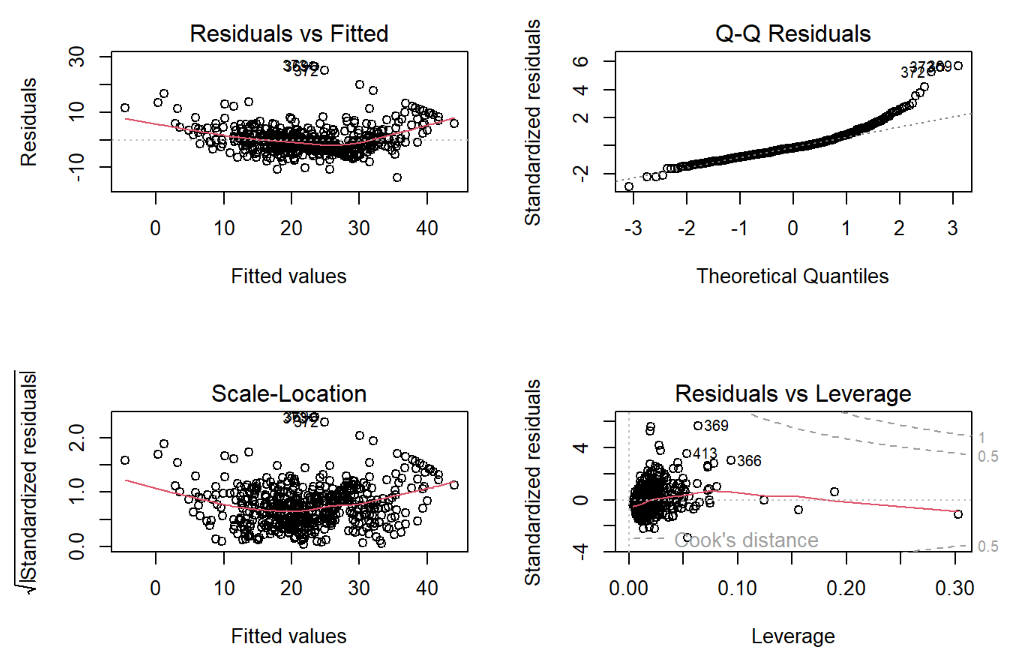 Residuals vs Fitted
Residuals
30
10
-10
372
0 10 20 30 40
Fitted values
Q-Q Residuals
Standardized residuals
6
4
2
-2
372
369
-3 -2 -1 0 1 2 3
Theoretical Quantiles
Scale-Location
√|Standardized residuals|
2.0
1.0
0.0
372
0 10 20 30 40
Fitted values
Residuals vs Leverage
Standardized residuals
4
0
-4
369
413
366
Cook's distance
1
0.5
0.5
0.00 0.10 0.20 0.30
Leverage